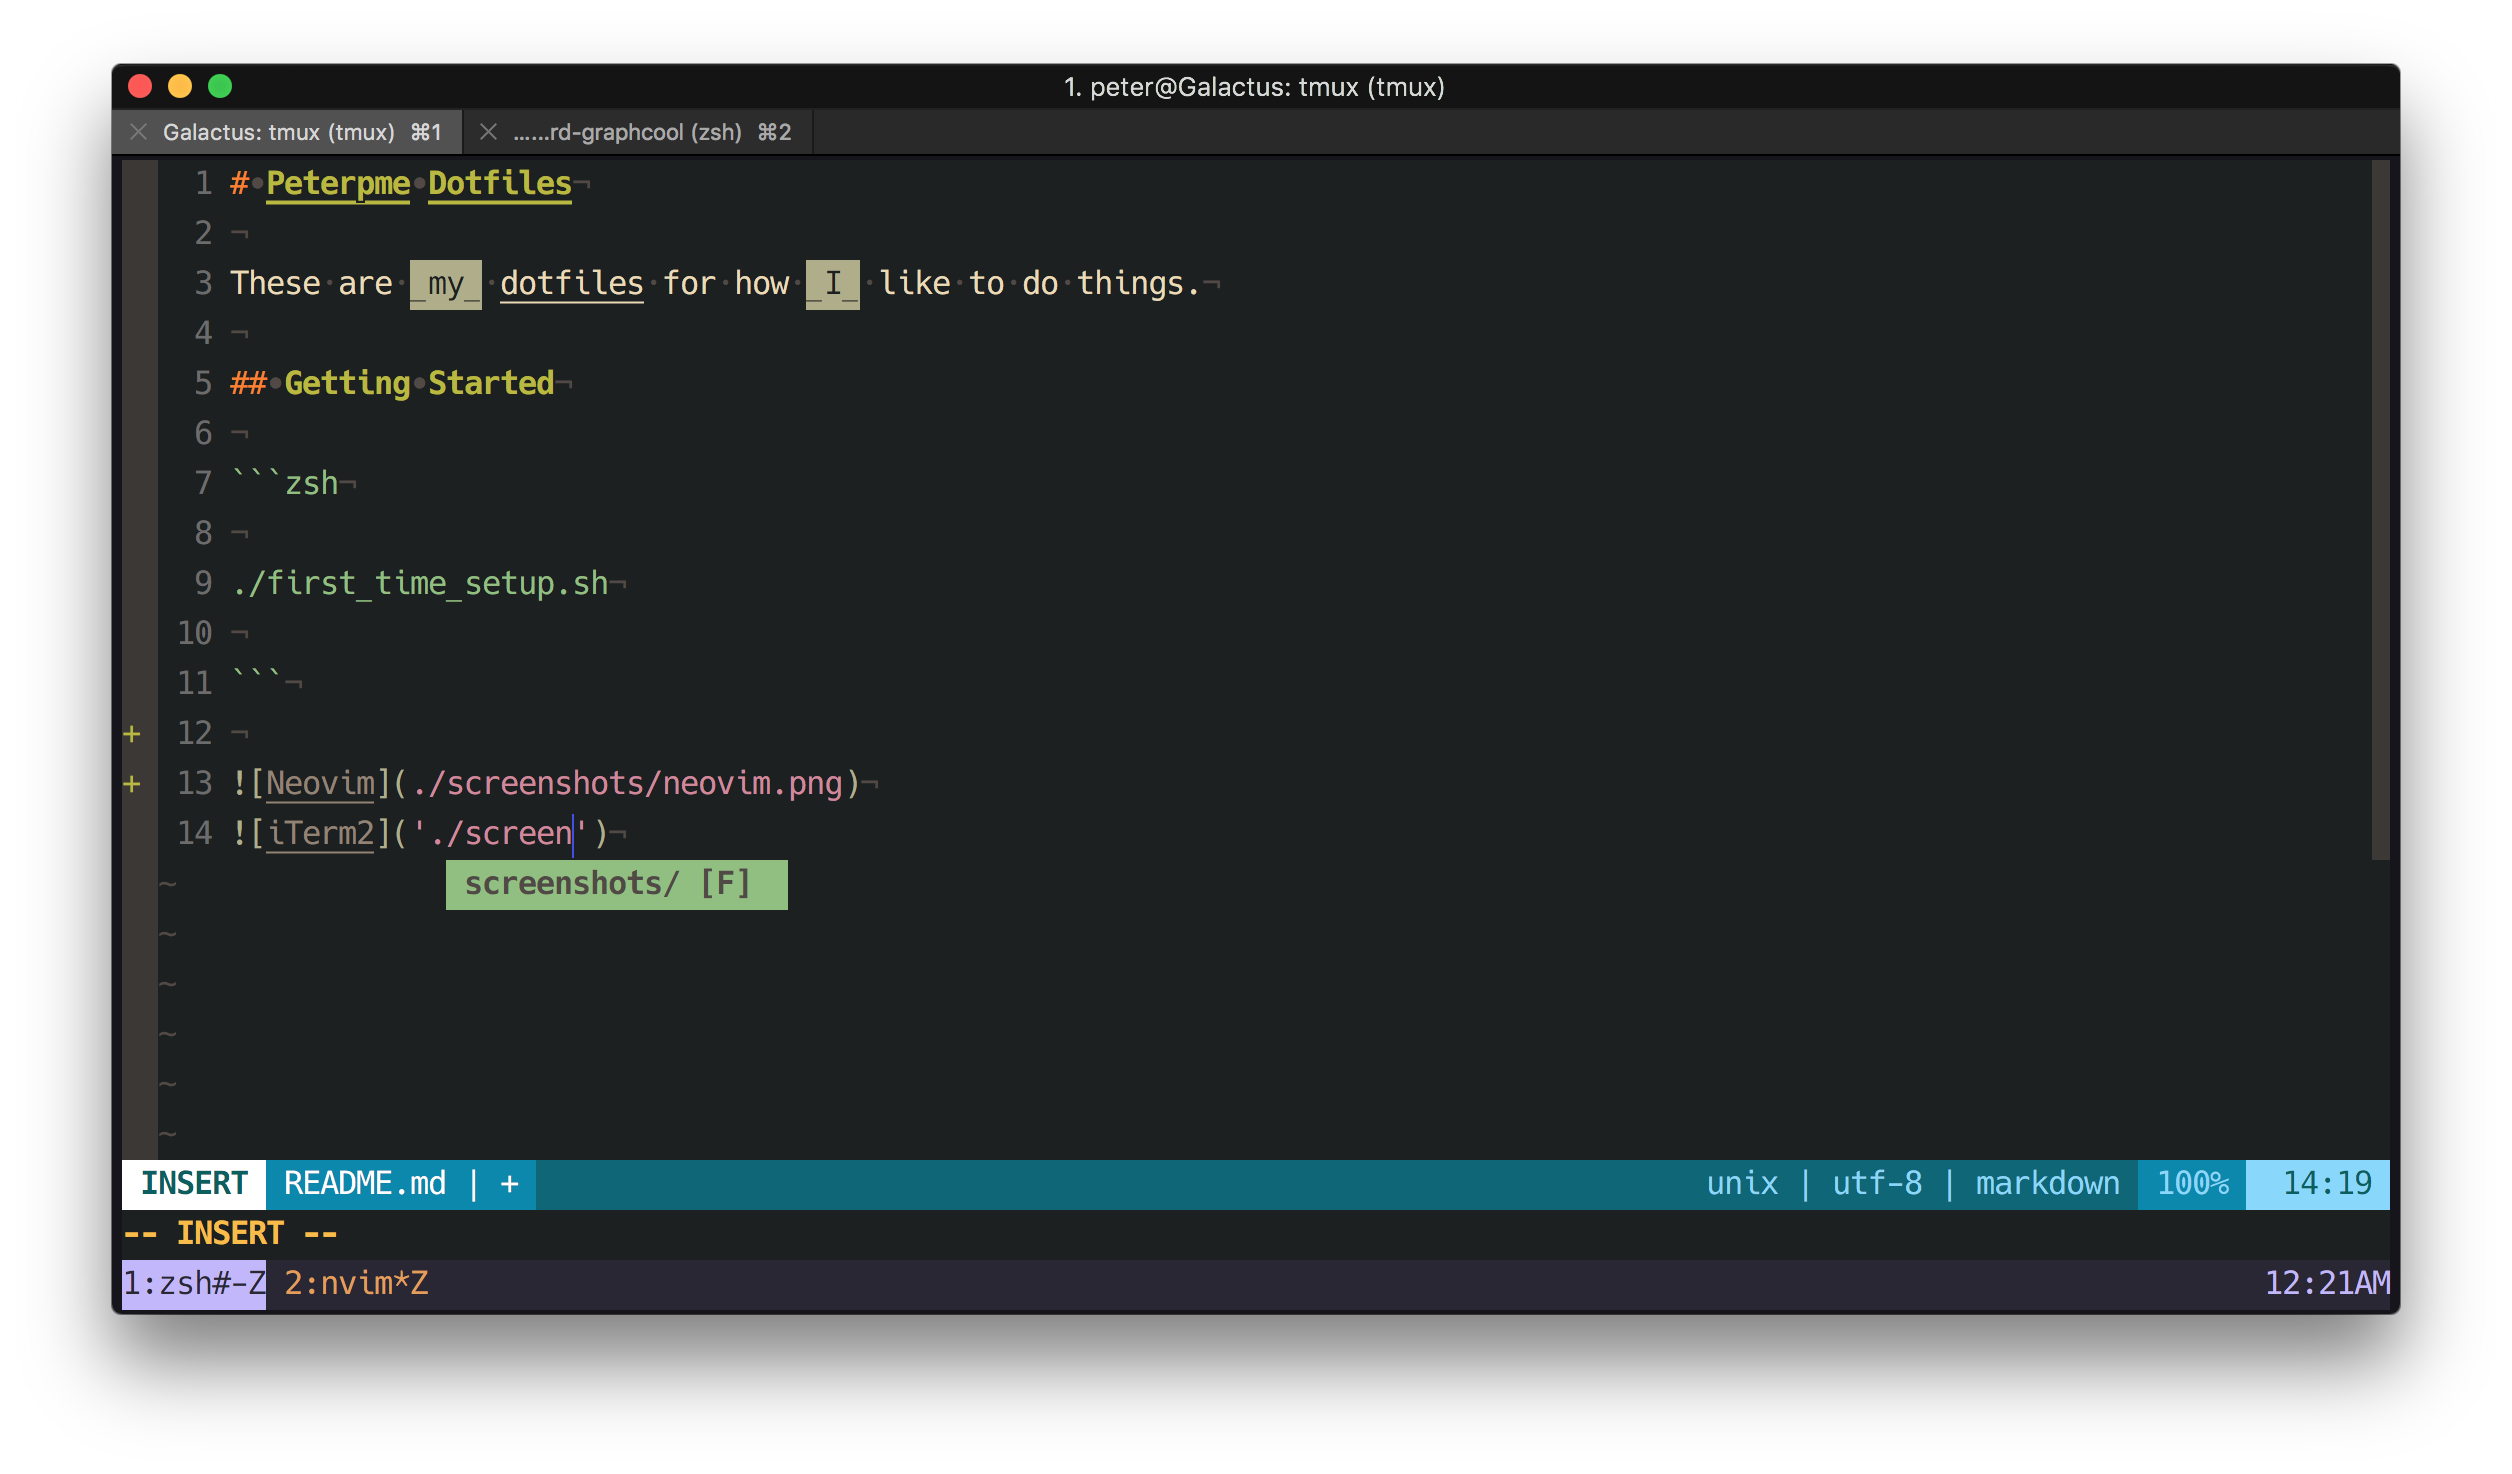 1. peter@Galactus: tmux (tmux)
Galactus: tmux (tmux) ⌘1 ......rd-graphcool (zsh) ⌘2
1 #•Peterpme•Dotfiles¬
2 ¬
3 These·are·_my_·dotfiles·for·how·_I_·like·to·do·things.¬
4 ¬
5 ##•Getting•Started¬
6 ¬
7 ```zsh¬
8 ¬
9 ./first_time_setup.sh¬
10 ¬
11 ```¬
+ 12 ¬
+ 13 ![Neovim](./screenshots/neovim.png)¬
14 ![iTerm2]('./screen')¬
~ screenshots/ [F]
~
~
~
~
~
INSERT README.md | + unix | utf-8 | markdown 100% 14:19
-- INSERT --
1:zsh#-Z 2:nvim*Z 12:21AM